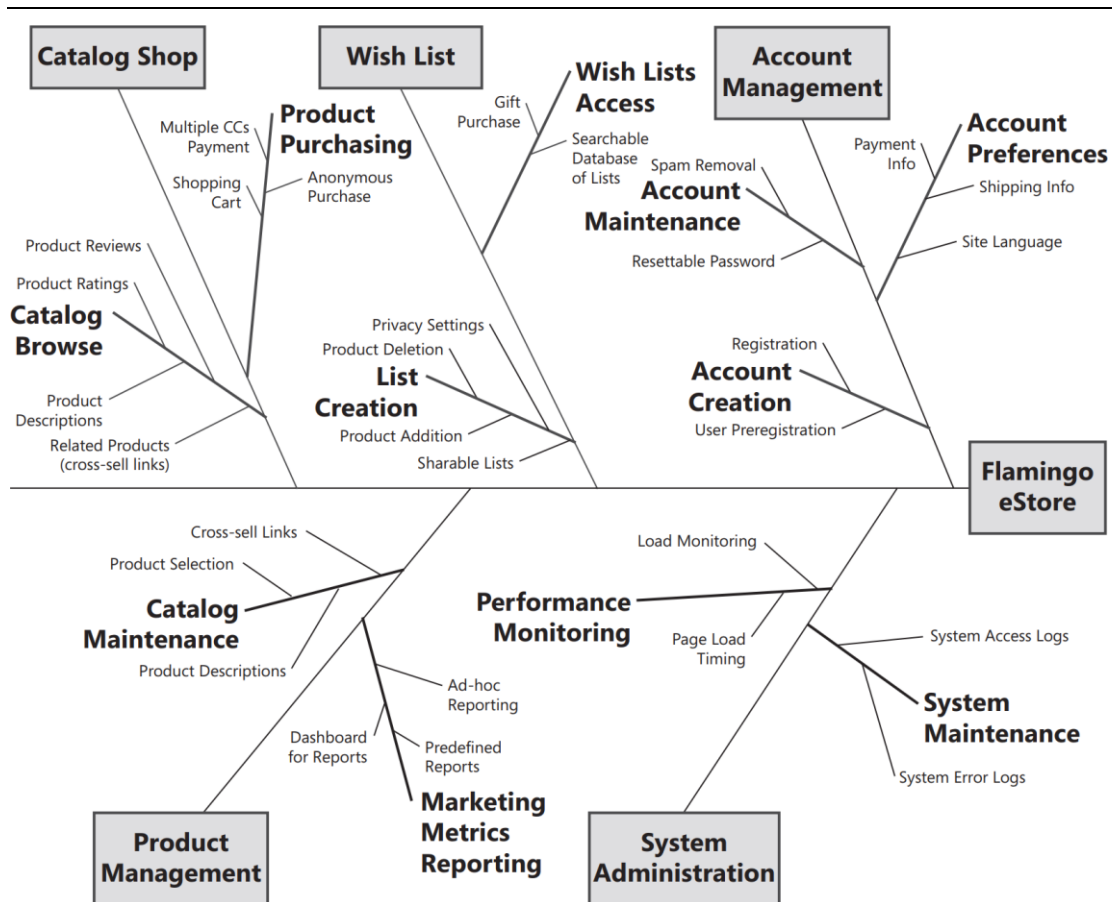 Catalog Shop
Wish List
Account
Management
Product
Purchasing
Multiple CCs
Payment
Shopping
Cart
Anonymous
Purchase
Product Reviews
Product Ratings
Catalog
Browse
Product
Descriptions
Related Products
(cross-sell links)
Wish Lists
Access
Gift
Purchase
Searchable
Database
of Lists
Privacy Settings
Product Deletion
List
Creation
Product Addition
Sharable Lists
Spam Removal
Account
Maintenance
Resettable Password
Account
Preferences
Payment
Info
Shipping Info
Site Language
Registration
Account
Creation
User Preregistration
Flamingo
eStore
Cross-sell Links
Product Selection
Catalog
Maintenance
Product Descriptions
Ad-hoc
Reporting
Dashboard
for Reports
Predefined
Reports
Marketing
Metrics
Reporting
Product
Management
Load Monitoring
Performance
Monitoring
Page Load
Timing
System Access Logs
System
Maintenance
System Error Logs
System
Administration